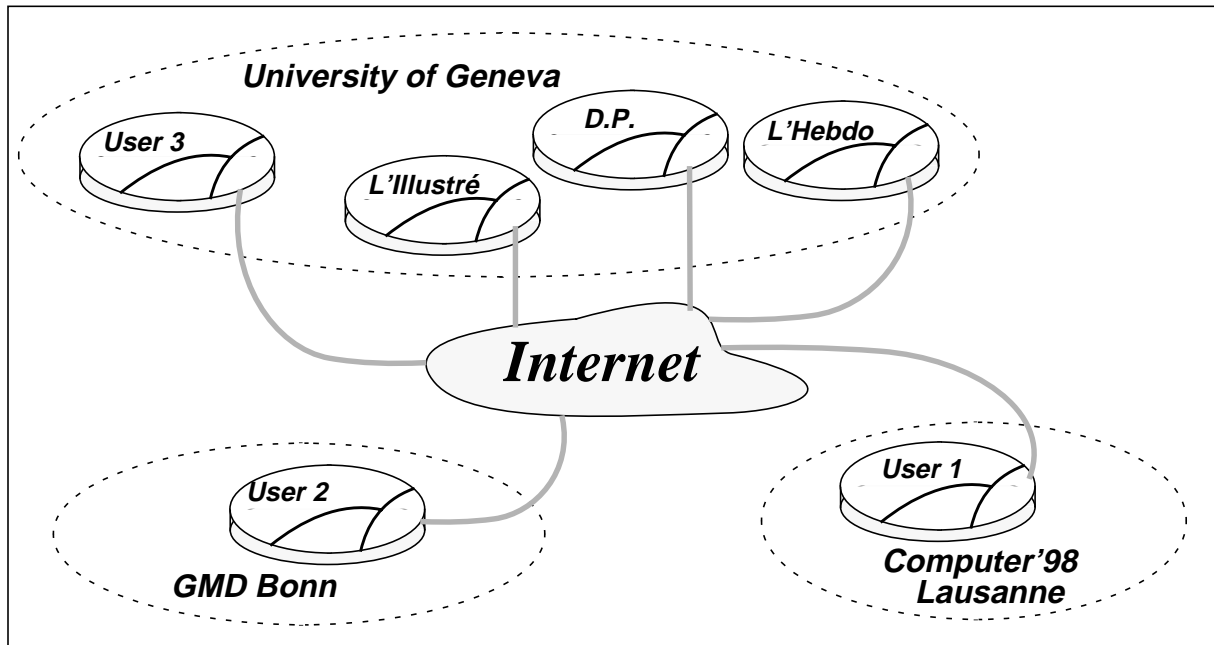 University of Geneva
User 3
L'Illustré
D.P.
L'Hebdo
Internet
User 2
GMD Bonn
User 1
Computer'98
Lausanne